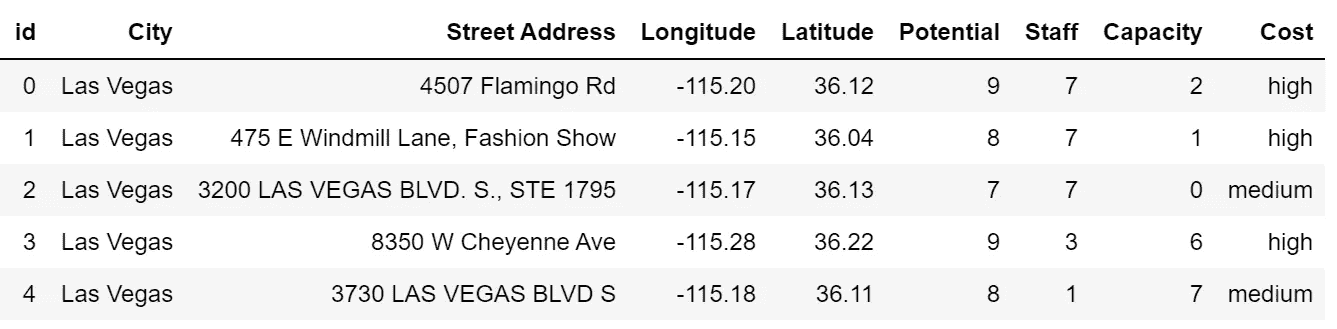 id City Street Address Longitude Latitude Potential Staff Capacity Cost
0 Las Vegas 4507 Flamingo Rd -115.20 36.12 9 7 2 high
1 Las Vegas 475 E Windmill Lane, Fashion Show -115.15 36.04 8 7 1 high
2 Las Vegas 3200 LAS VEGAS BLVD. S., STE 1795 -115.17 36.13 7 7 0 medium
3 Las Vegas 8350 W Cheyenne Ave -115.28 36.22 9 3 6 high
4 Las Vegas 3730 LAS VEGAS BLVD S -115.18 36.11 8 1 7 medium